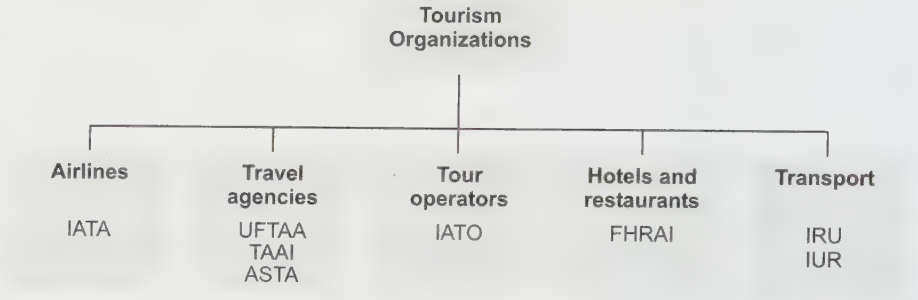 Tourism
Organizations
Airlines
IATA
Travel
agencies
UFTAA
TAAI
ASTA
Tour
operators
IATO
Hotels and
restaurants
FHRAI
Transport
IRU
IUR